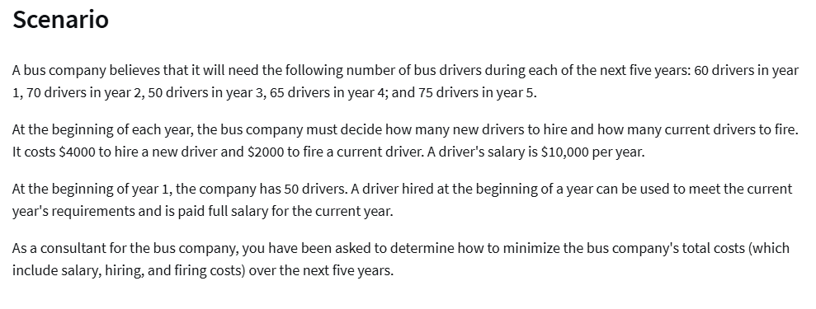 Scenario
A bus company believes that it will need the following number of bus drivers during each of the next five years: 60 drivers in year
1, 70 drivers in year 2, 50 drivers in year 3, 65 drivers in year 4; and 75 drivers in year 5.
At the beginning of each year, the bus company must decide how many new drivers to hire and how many current drivers to fire.
It costs $4000 to hire a new driver and $2000 to fire a current driver. A driver's salary is $10,000 per year.
At the beginning of year 1, the company has 50 drivers. A driver hired at the beginning of a year can be used to meet the current
year's requirements and is paid full salary for the current year.
As a consultant for the bus company, you have been asked to determine how to minimize the bus company's total costs (which
include salary, hiring, and firing costs) over the next five years.